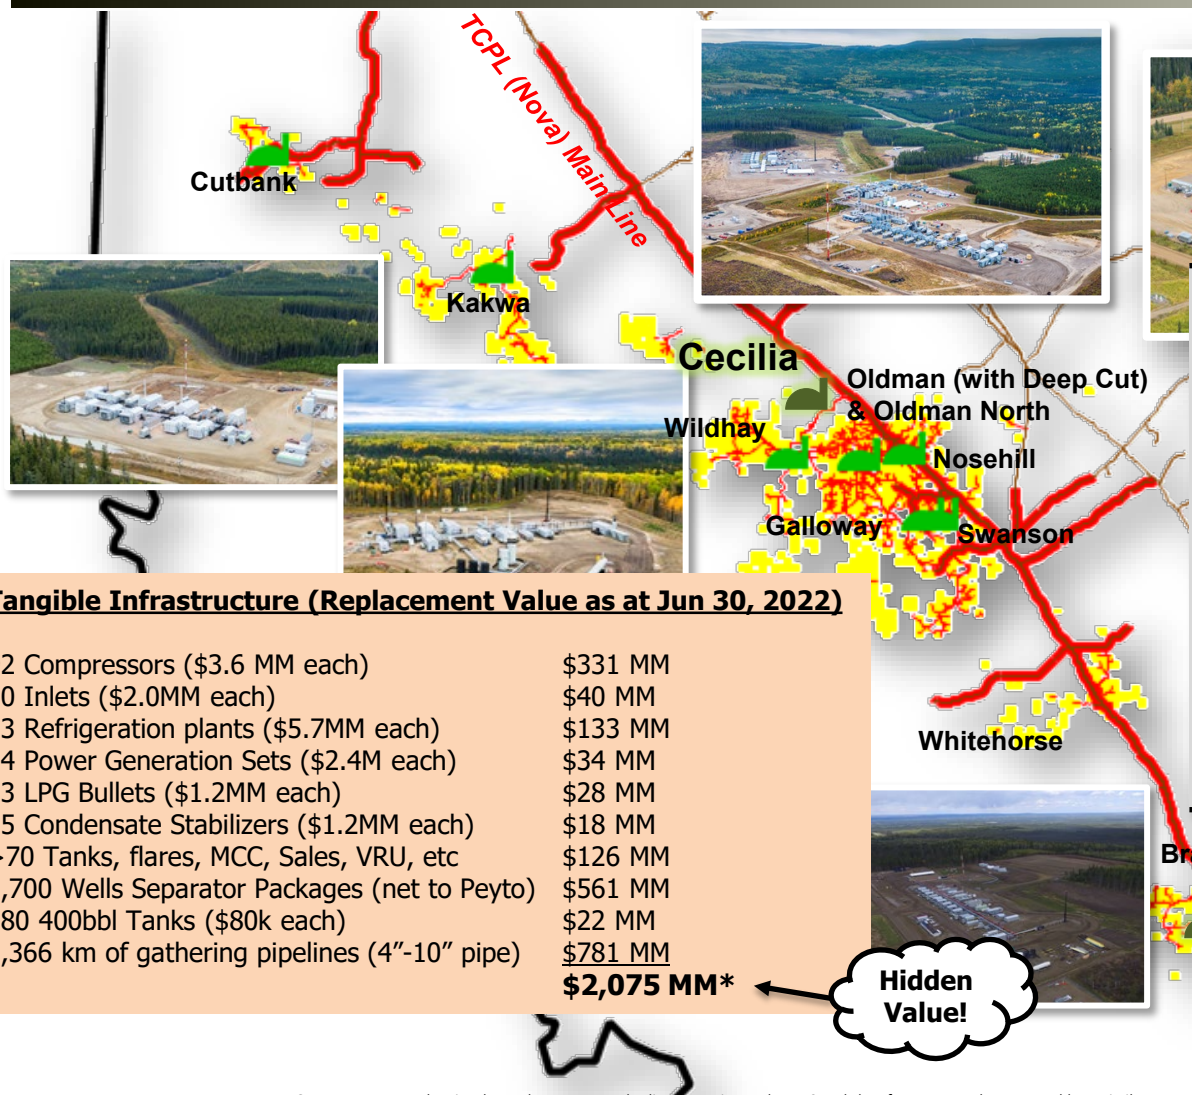 TCPL (Nova) Main Line
Cutbank
Kakwa
Cecilia
Oldman (with Deep Cut)
& Oldman North
Wildhay
Nosehill
Galloway
Swanson
Whitehorse
Br
Tangible Infrastructure (Replacement Value as at Jun 30, 2022)
2 Compressors ($3.6 MM each) $331 MM
0 Inlets ($2.0MM each) $40 MM
3 Refrigeration plants ($5.7MM each) $133 MM
4 Power Generation Sets ($2.4M each) $34 MM
3 LPG Bullets ($1.2MM each) $28 MM
5 Condensate Stabilizers ($1.2MM each) $18 MM
70 Tanks, flares, MCC, Sales, VRU, etc $126 MM
,700 Wells Separator Packages (net to Peyto) $561 MM
80 400bbl Tanks ($80k each) $22 MM
,366 km of gathering pipelines (4”-10” pipe) $781 MM
$2,075 MM*
Hidden
Value!